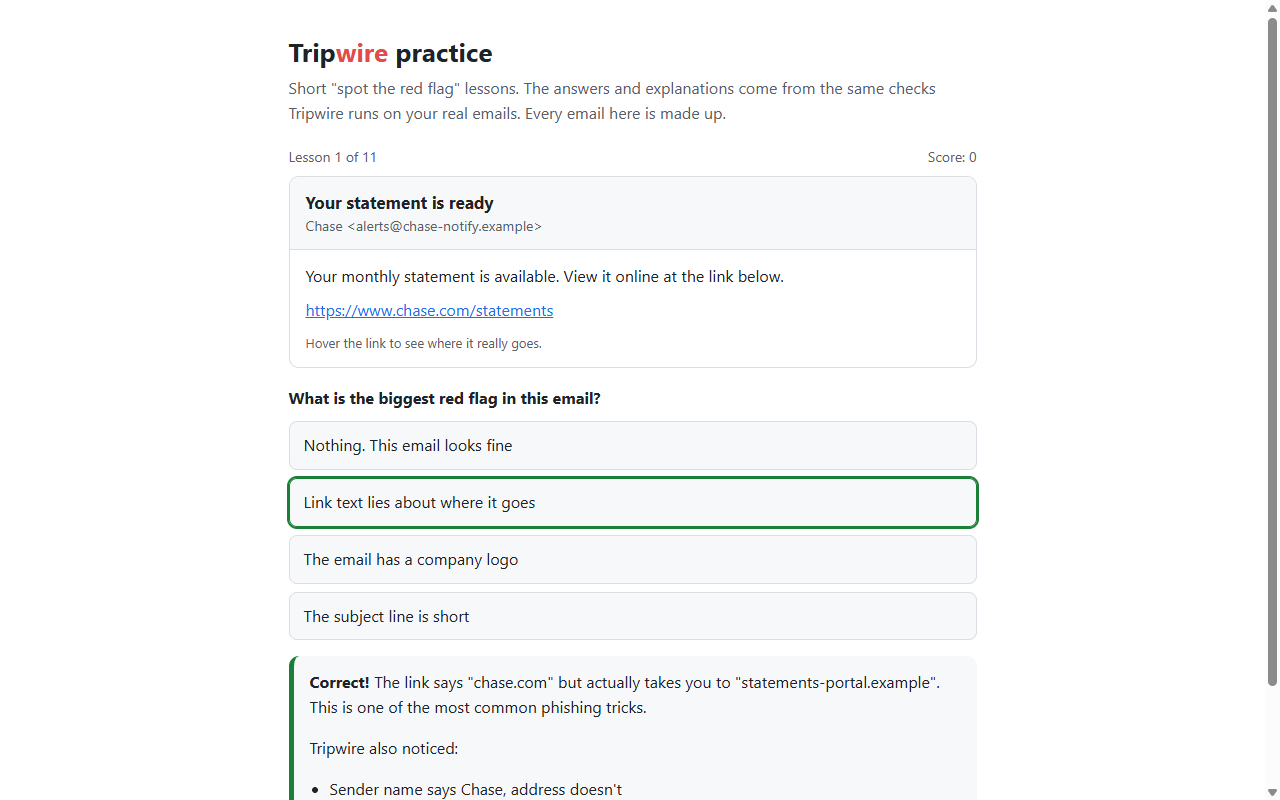 Tripwire practice
Short "spot the red flag" lessons. The answers and explanations come from the same checks
Tripwire runs on your real emails. Every email here is made up.
Lesson 1 of 11
Score: 0
Your statement is ready
Chase <alerts@chase-notify.example>
Your monthly statement is available. View it online at the link below.
https://www.chase.com/statements
Hover the link to see where it really goes.
What is the biggest red flag in this email?
Nothing. This email looks fine
Link text lies about where it goes
The email has a company logo
The subject line is short
Correct! The link says "chase.com" but actually takes you to "statements-portal.example".
This is one of the most common phishing tricks.
Tripwire also noticed:
• Sender name says Chase, address doesn't